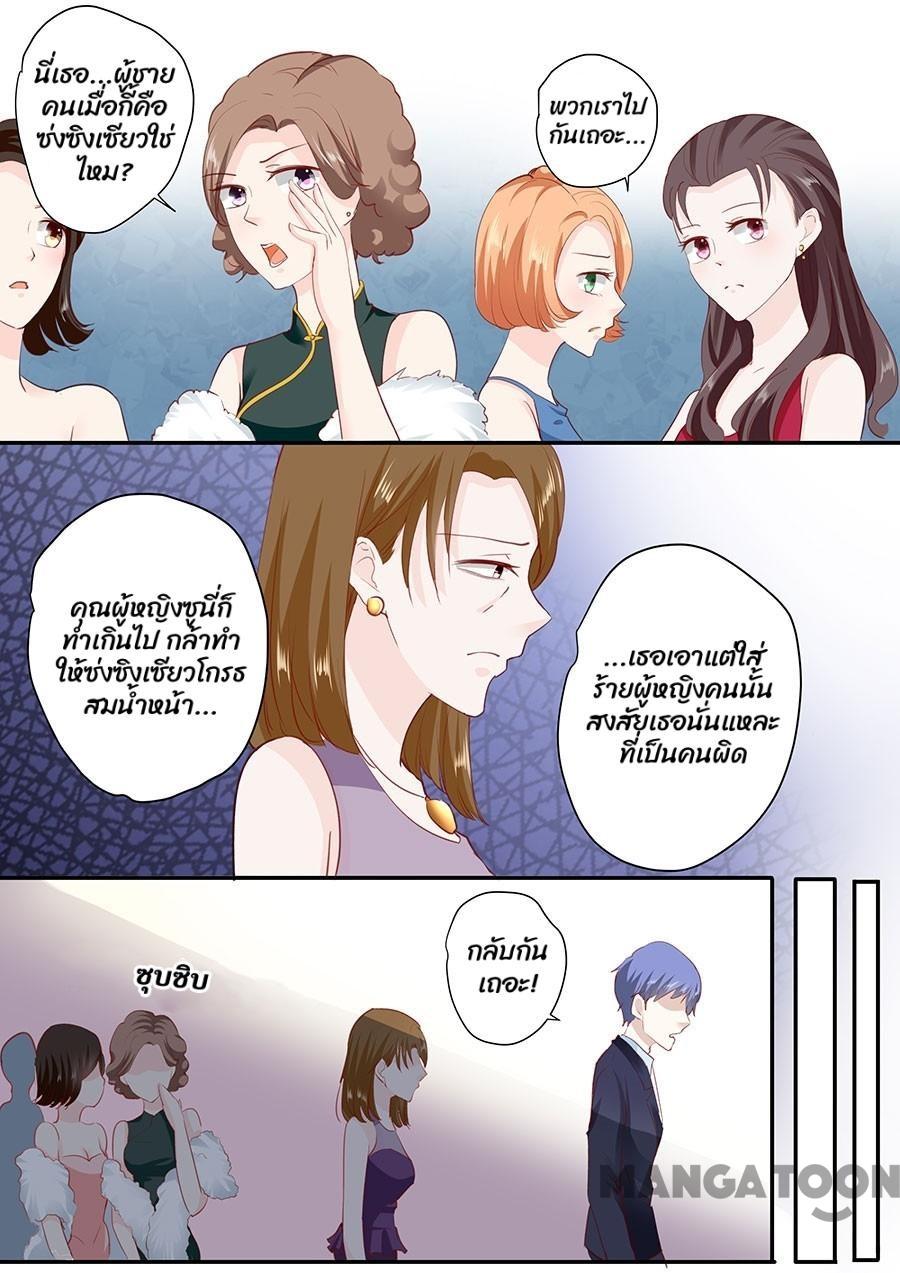 นี่เธอ...ผู้ชาย
คนเมื่อกี้คือ
ซ่งซิงเซียวใช่
ไหม?
พวกเราไป
กันเถอะ...
คุณผู้หญิงซูนี่ก็
ทำเกินไป กล้าทำ
ให้ซ่งซิงเซียวโกรธ
สมน้ำหน้า...
...เธอเอาแต่ใส่
ร้ายผู้หญิงคนนั้น
สงสัยเธอนั่นแหละ
ที่เป็นคนผิด
ซุบซิบ
กลับกัน
เถอะ!
MANGATOON